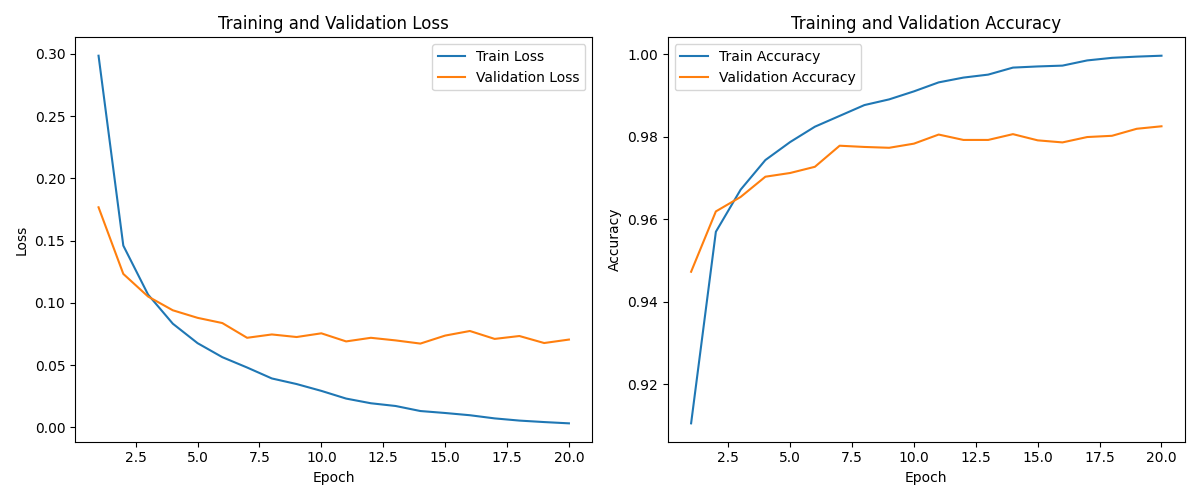 Training and Validation Loss
Train Loss
Validation Loss
0.30
0.25
0.20
0.15
0.10
0.05
0.00
Loss
2.5 5.0 7.5 10.0 12.5 15.0 17.5 20.0
Epoch
Training and Validation Accuracy
Train Accuracy
Validation Accuracy
1.00
0.98
0.96
0.94
0.92
Accuracy
2.5 5.0 7.5 10.0 12.5 15.0 17.5 20.0
Epoch